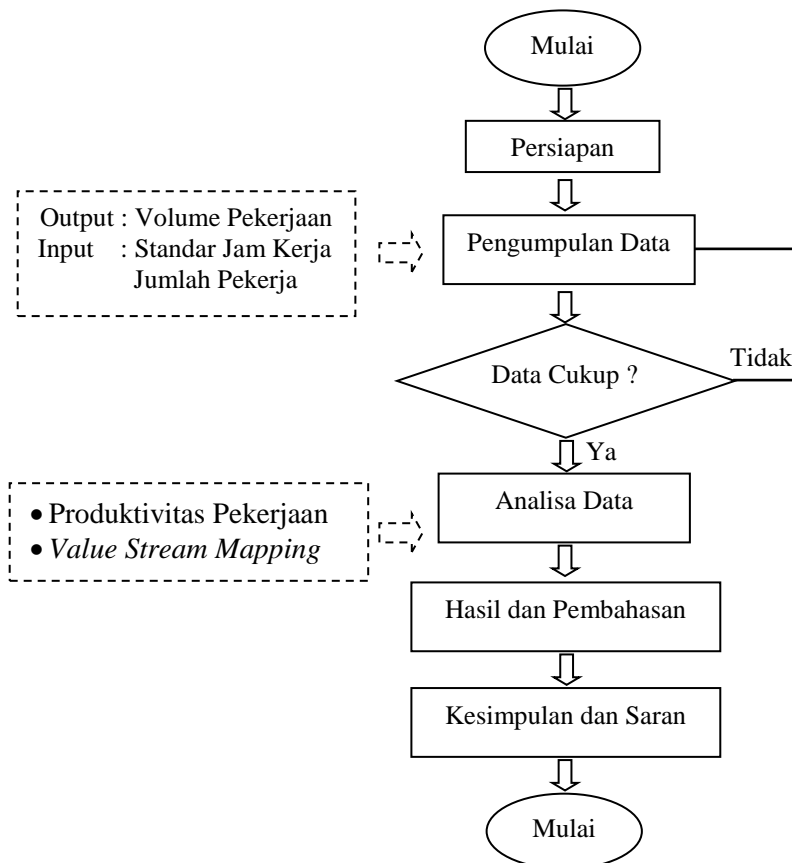 Mulai
Persiapan
Output : Volume Pekerjaan
Input : Standar Jam Kerja
Jumlah Pekerja
Pengumpulan Data
Data Cukup ?
Tidak
Ya
Analisa Data
• Produktivitas Pekerjaan
• Value Stream Mapping
Hasil dan Pembahasan
Kesimpulan dan Saran
Mulai